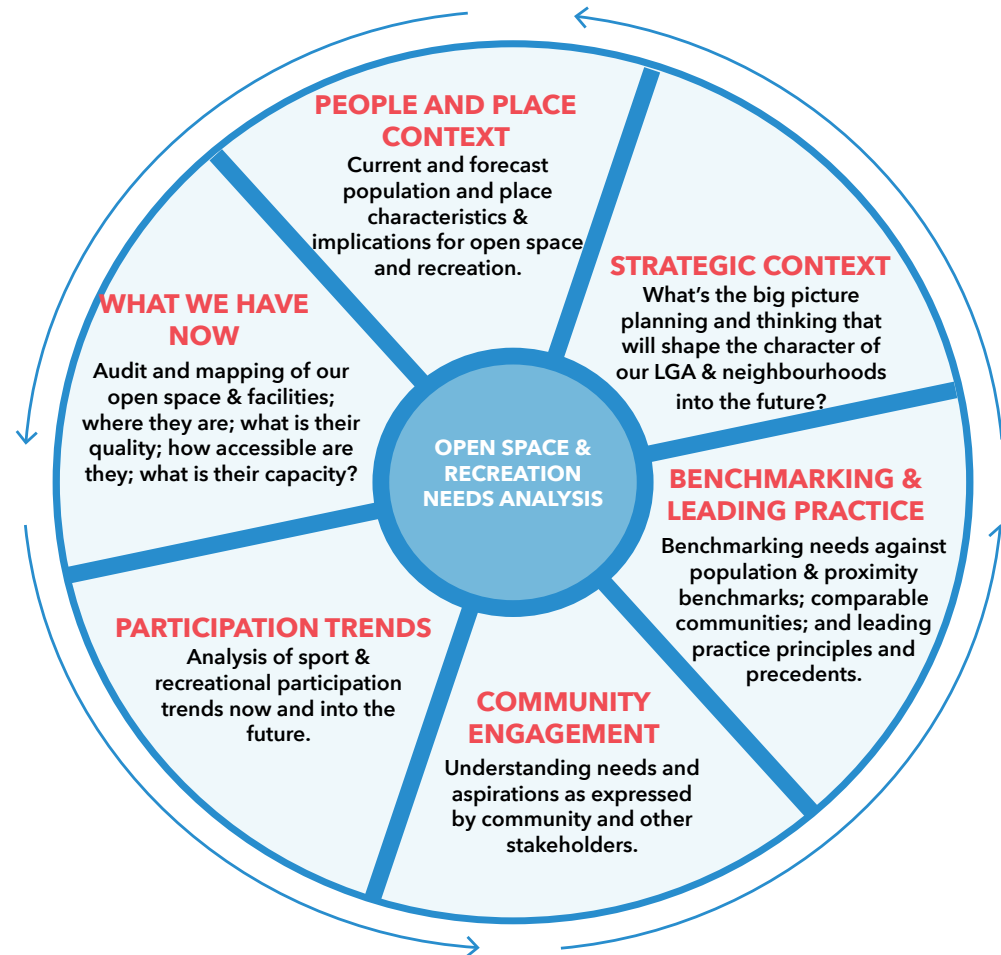 PEOPLE AND PLACE
CONTEXT
Current and forecast
population and place
characteristics &
implications for open space
and recreation.
STRATEGIC CONTEXT
What's the big picture
planning and thinking that
will shape the character of
our LGA & neighbourhoods
into the future?
WHAT WE HAVE
NOW
Audit and mapping of our
open space & facilities;
where they are; what is their
quality; how accessible are
they; what is their capacity?
OPEN SPACE &
RECREATION
NEEDS ANALYSIS
BENCHMARKING &
LEADING PRACTICE
Benchmarking needs against
population & proximity
benchmarks; comparable
communities; and leading
practice principles and
precedents.
PARTICIPATION TRENDS
Analysis of sport &
recreational participation
trends now and into the
future.
COMMUNITY
ENGAGEMENT
Understanding needs and
aspirations as expressed
by community and other
stakeholders.